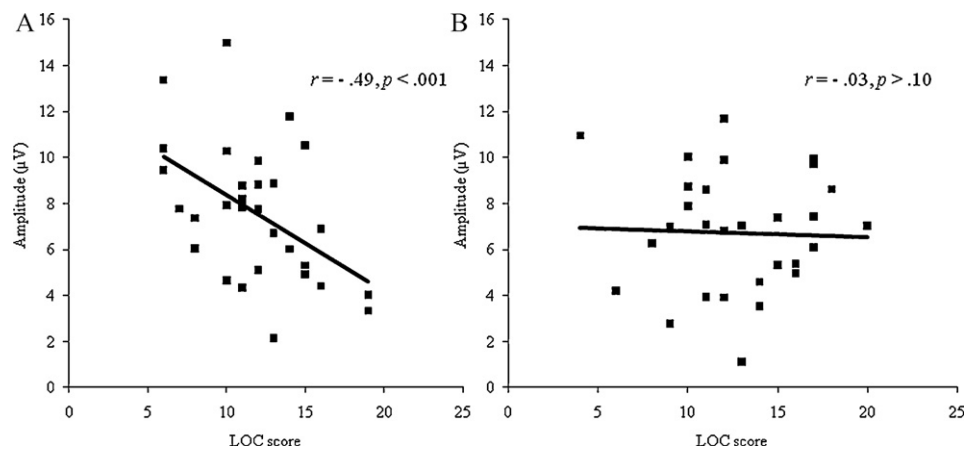 A
16
14
12
10
8
6
4
2
0
Amplitude (µV)
r = - .49, p < .001
0 5 10 15 20 25
LOC score
B
16
14
12
10
8
6
4
2
0
Amplitude (µV)
r = - .03, p > .10
0 5 10 15 20 25
LOC score